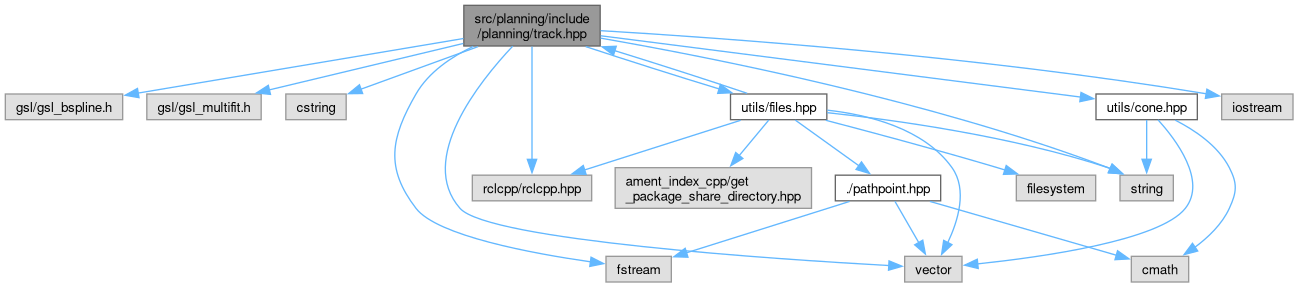 src/planning/include
/planning/track.hpp
gsl/gsl_bspline.h
gsl/gsl_multifit.h
cstring
utils/files.hpp
utils/cone.hpp
iostream
rclcpp/rclcpp.hpp
ament_index_cpp/get
_package_share_directory.hpp
./pathpoint.hpp
filesystem
string
fstream
vector
cmath